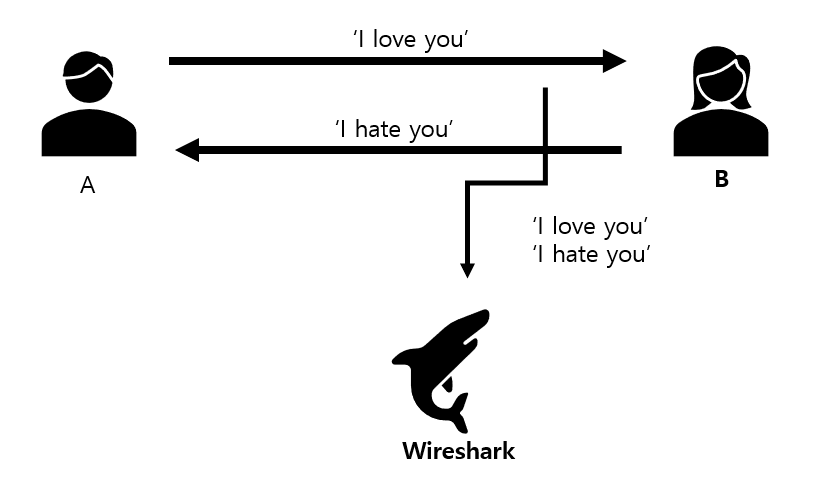 ‘I love you’
‘I hate you’
A
B
‘I love you’
‘I hate you’
Wireshark